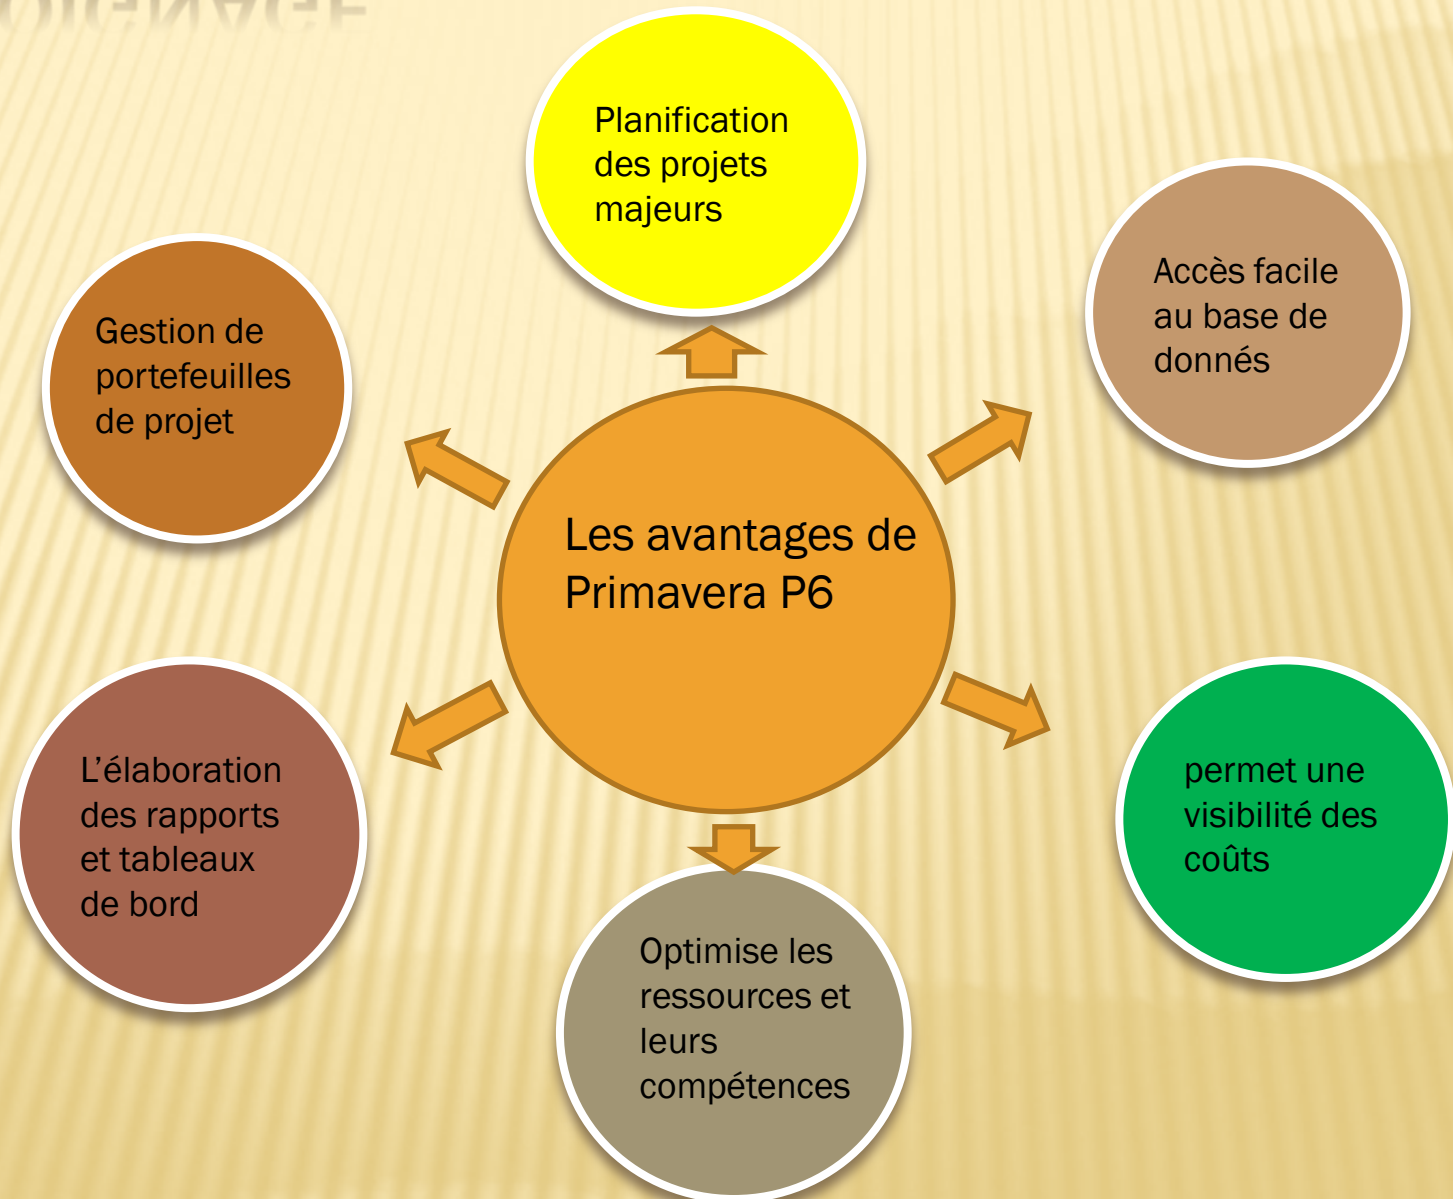 Planification
des projets
majeurs
Accès facile
au base de
donnés
Gestion de
portefeuilles
de projet
Les avantages de
Primavera P6
L'élaboration
des rapports
et tableaux
de bord
permet une
visibilité des
coûts
Optimise les
ressources et
leurs
compétences